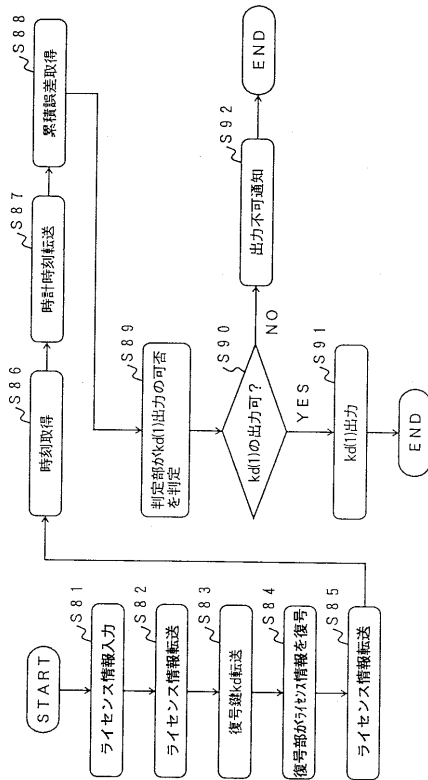 START
S81
ライセンス情報入力
S82
ライセンス情報転送
S83
復号鍵kd転送
S84
復号部がライセンス情報を復号
S85
ライセンス情報転送
S86
時刻取得
S87
時計時刻転送
S88
累積誤差取得
S89
判定部がkd(1)出力の可否
を判定
S90
kd(1)の出力可?
NO
YES
S91
kd(1)出力
END
S92
出力不可通知
END